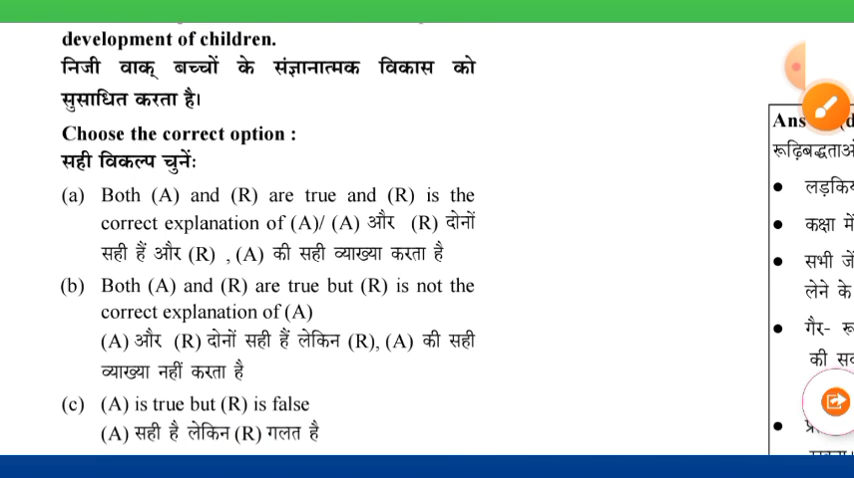 development of children.
निजी वाक् बच्चों के संज्ञानात्मक विकास को
सुसाधित करता है।
Choose the correct option :
सही विकल्प चुनें:
(a) Both (A) and (R) are true and (R) is the
correct explanation of (A)/ (A) और (R) दोनों
सही हैं और (R) , (A) की सही व्याख्या करता है
(b) Both (A) and (R) are true but (R) is not the
correct explanation of (A)
(A) और (R) दोनों सही हैं लेकिन (R), (A) की सही
व्याख्या नहीं करता है
(c) (A) is true but (R) is false
(A) सही है लेकिन (R) गलत है
Ans
रूढ़िबद्धताओं
•
• कक्षा में
• सभी
लेने के
• गैर-
की
•